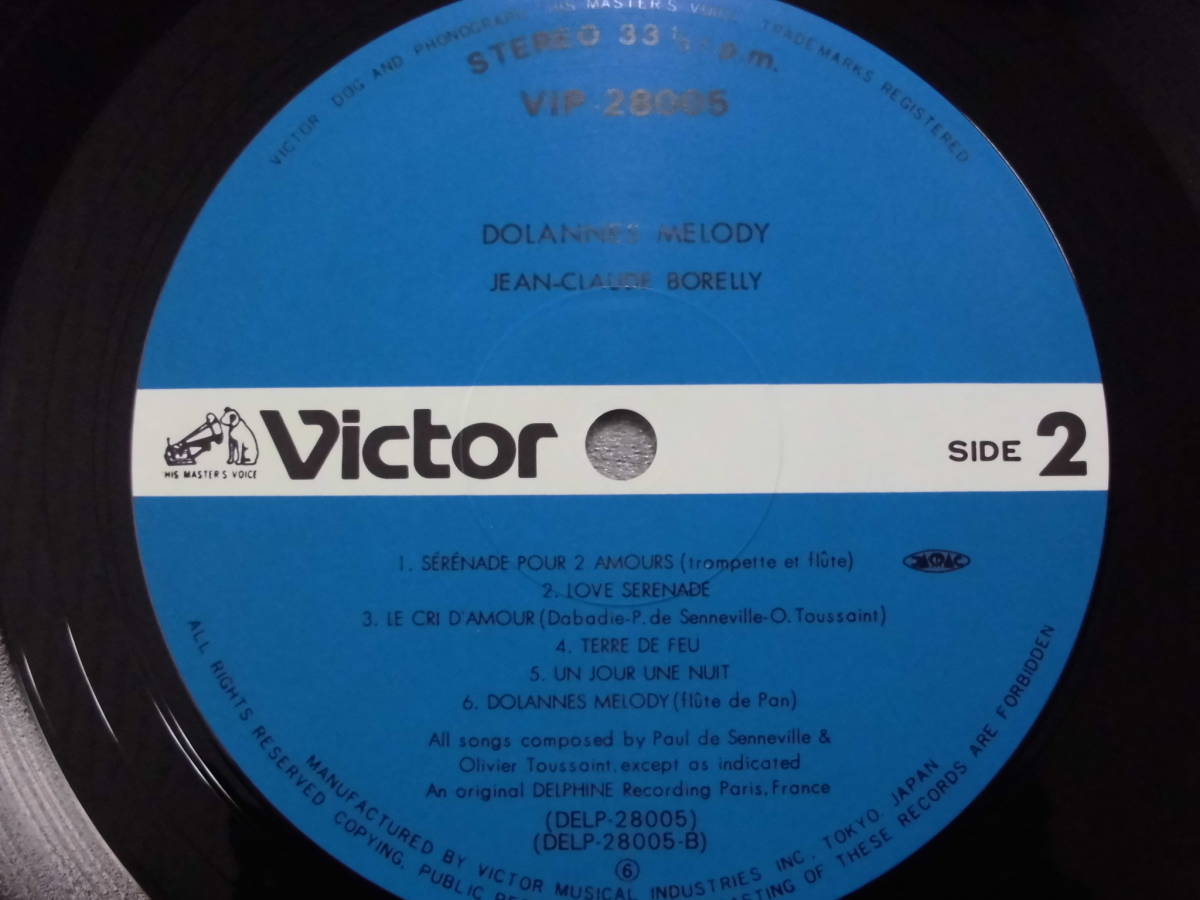 VICTOR DOG AND PHONOGRAPH HIS MASTER'S VOICE TRADE MARKS REGISTERED
STEREO 33⅓ r.p.m.
VIP-28005
DOLANNES MELODY
JEAN-CLAUDE BORELLY
HIS MASTER'S VOICE
Victor
SIDE 2
1. SÉRÉNADE POUR 2 AMOURS (trompette et flûte)
2. LOVE SERENADE
3. LE CRI D'AMOUR (Dabadie-P. de Senneville-O. Toussaint)
4. TERRE DE FEU
5. UN JOUR UNE NUIT
6. DOLANNES MELODY (flûte de Pan)
All songs composed by Paul de Senneville &
Olivier Toussaint, except as indicated
An original DELPHINE Recording Paris, France
(DELP-28005)
(DELP-28005-B)
⑥
MANUFACTURED BY VICTOR MUSICAL INDUSTRIES INC., TOKYO, JAPAN
ALL RIGHTS RESERVED COPYING, PUBLIC OF THESE RECORDS ARE FORBIDDEN